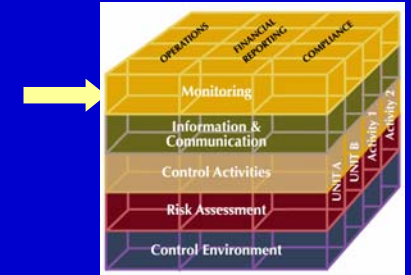 OPERATIONS
FINANCIAL
REPORTING
COMPLIANCE
Monitoring
Information &
Communication
Control Activities
Risk Assessment
Control Environment
UNIT A
UNIT B
Activity 1
Activity 2